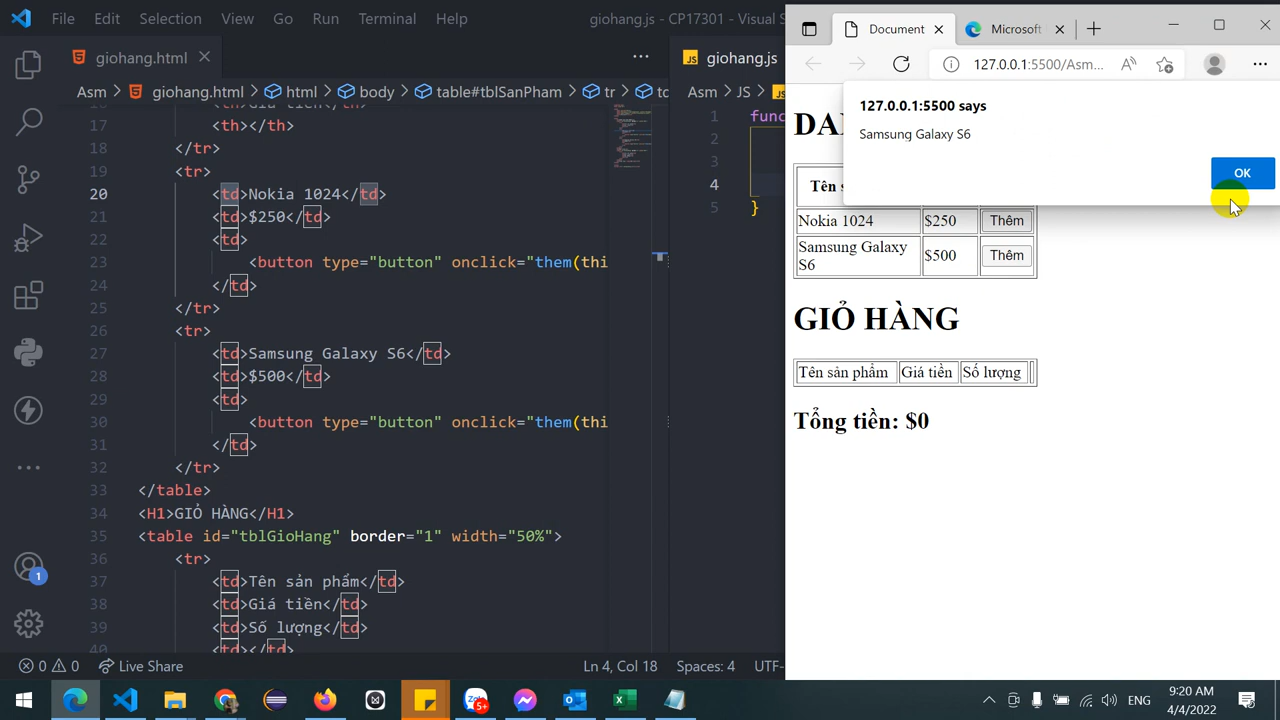 File Edit Selection View Go Run Terminal Help giohang.js - CP17301 - Visual S
giohang.html
giohang.js
Asm giohang.html html body table#tblSanPham tr
Asm JS
17 <th></th>
18 </tr>
19 <tr>
20 <td>Nokia 1024</td>
21 <td>$250</td>
22 <td>
23 <button type="button" onclick="them(thi
24 </td>
25 </tr>
26 <tr>
27 <td>Samsung Galaxy S6</td>
28 <td>$500</td>
29 <td>
30 <button type="button" onclick="them(thi
31 </td>
32 </tr>
33 </table>
34 <H1>GIỎ HÀNG</H1>
35 <table id="tblGioHang" border="1" width="50%">
36 <tr>
37 <td>Tên sản phẩm</td>
38 <td>Giá tiền</td>
39 <td>Số lượng</td>
40 <td></td>
1 func
2
3
4
5 }
Document
Microsoft
127.0.0.1:5500/Asm...
127.0.0.1:5500 says
Samsung Galaxy S6
OK
Nokia 1024 $250 Thêm
Samsung Galaxy
S6
$500 Thêm
GIỎ HÀNG
Tên sản phẩm Giá tiền Số lượng
Tổng tiền: $0
0 0 Live Share Ln 4, Col 18 Spaces: 4 UTF-
1
5+
ENG
9:20 AM
4/4/2022